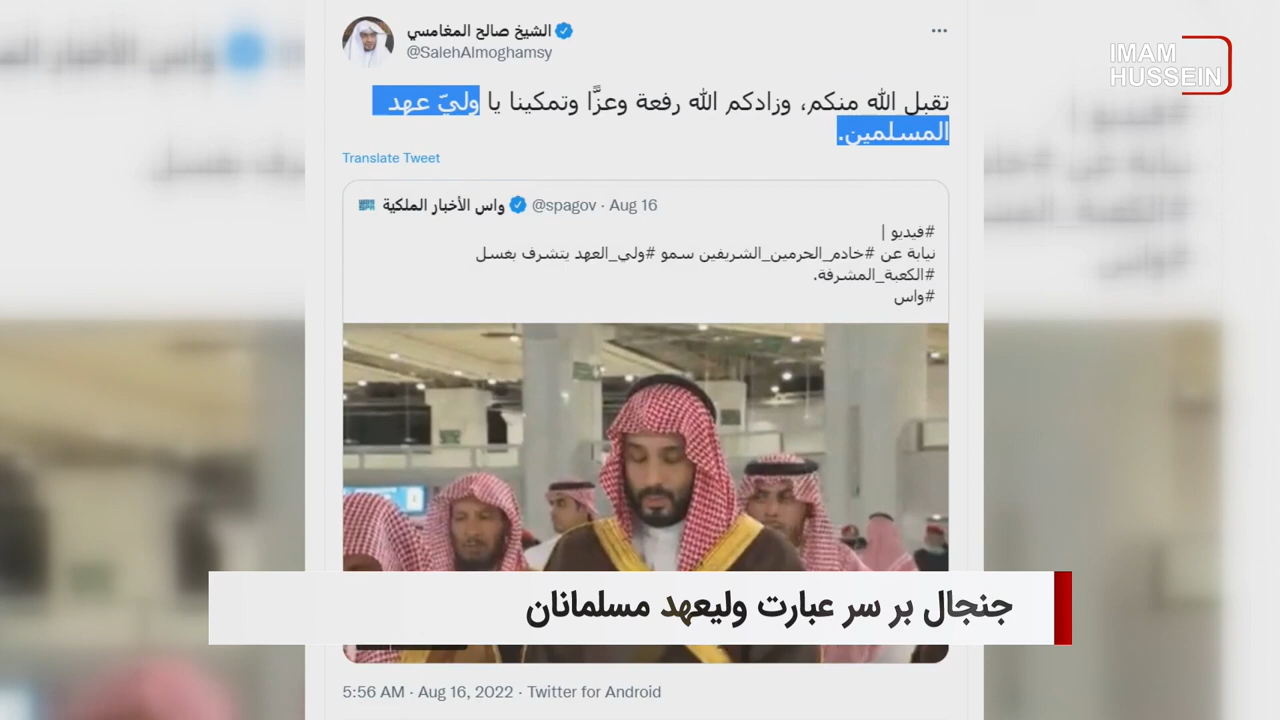 الشيخ صالح المغامسي
@SalehAlmoghamsy
IMAM
HUSSEIN
تقبل الله منكم، وزادكم الله رفعة وعزًّا وتمكينا يا وليّ عهد
المسلمين.
Translate Tweet
واس الأخبار الملكية @spagov · Aug 16
#فيديو |
نيابة عن #خادم_الحرمين_الشريفين سمو #ولي_العهد يتشرف بغسل
#الكعبة_المشرفة.
#واس
جنجال بر سر عبارت ولیعهد مسلمانان
5:56 AM · Aug 16, 2022 · Twitter for Android